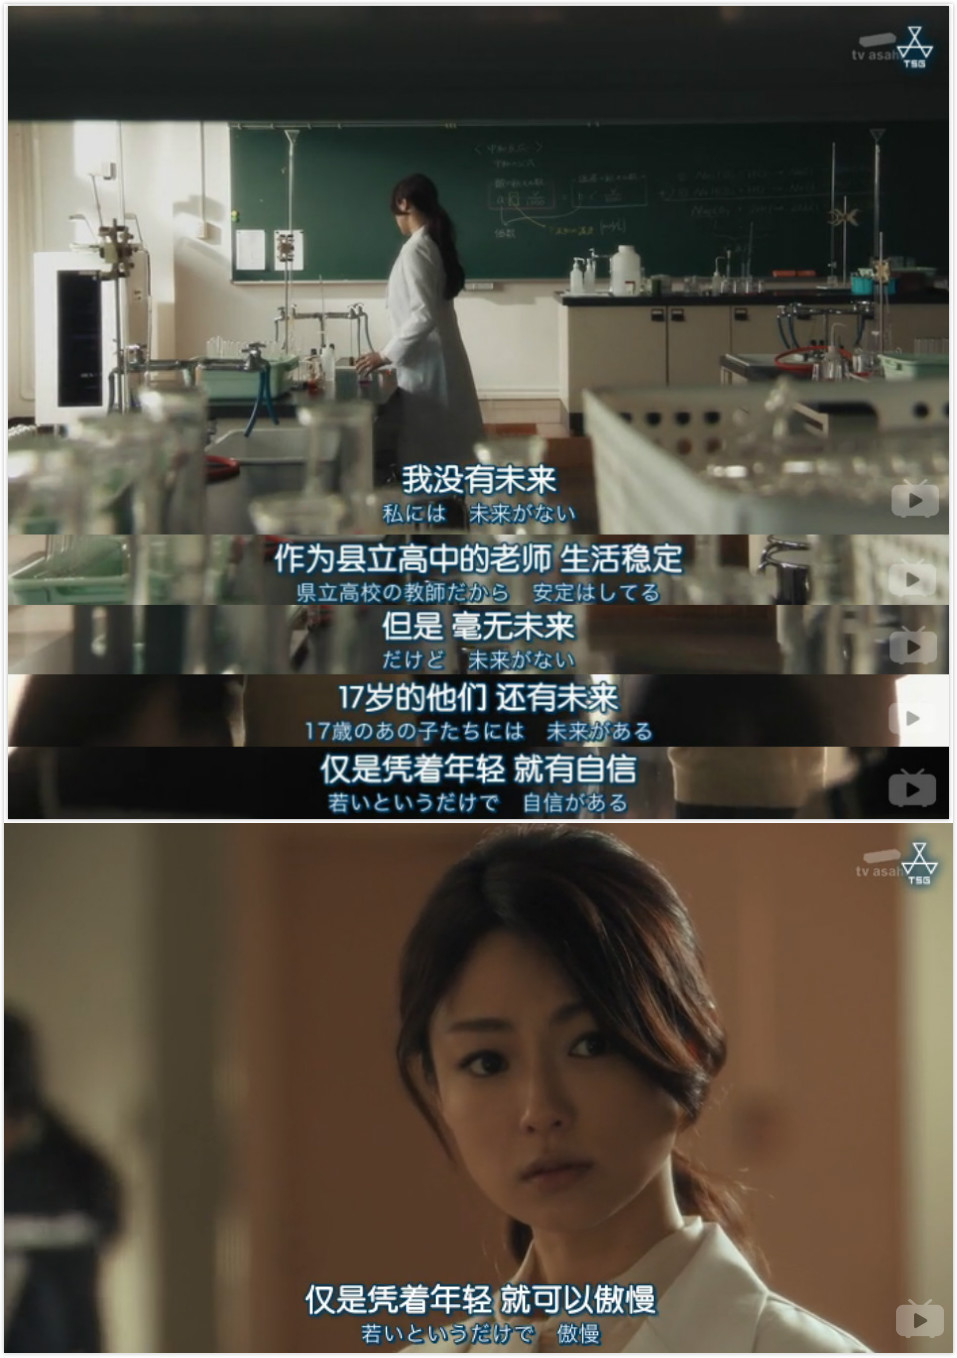 tv asahi
TSG
我没有未来
私には　未来がない
作为县立高中的老师 生活稳定
県立高校の教師だから　安定はしてる
但是 毫无未来
だけど　未来がない
17岁的他们 还有未来
17歳のあの子たちには　未来がある
仅是凭着年轻 就有自信
若いというだけで　自信がある
tv asahi
TSG
仅是凭着年轻 就可以傲慢
若いというだけで　傲慢